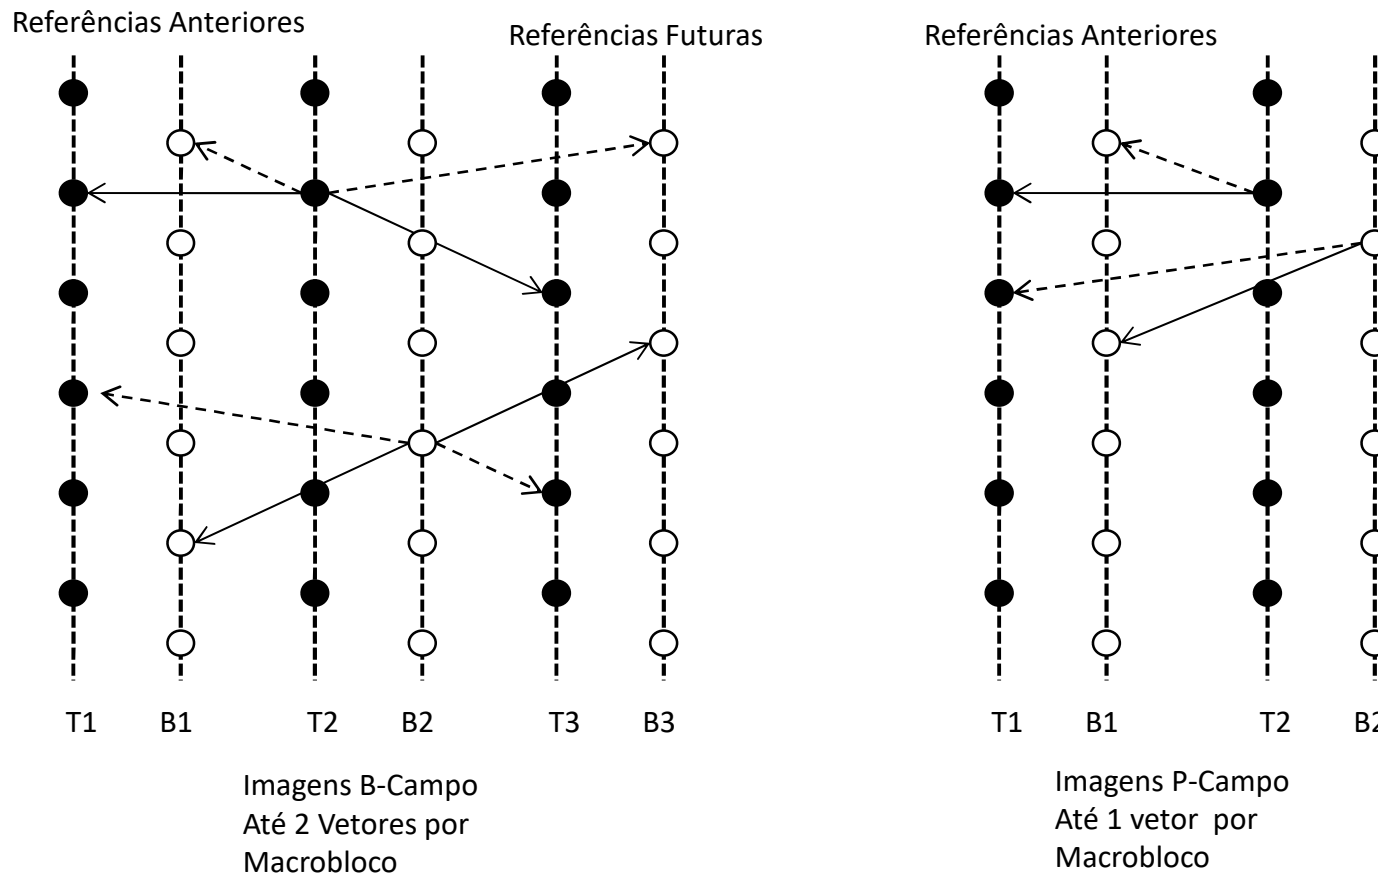 Referências Anteriores
Referências Futuras
T1 B1 T2 B2 T3 B3
Imagens B-Campo
Até 2 Vetores por
Macrobloco
Referências Anteriores
T1 B1 T2
Imagens P-Campo
Até 1 vetor por
Macrobloco